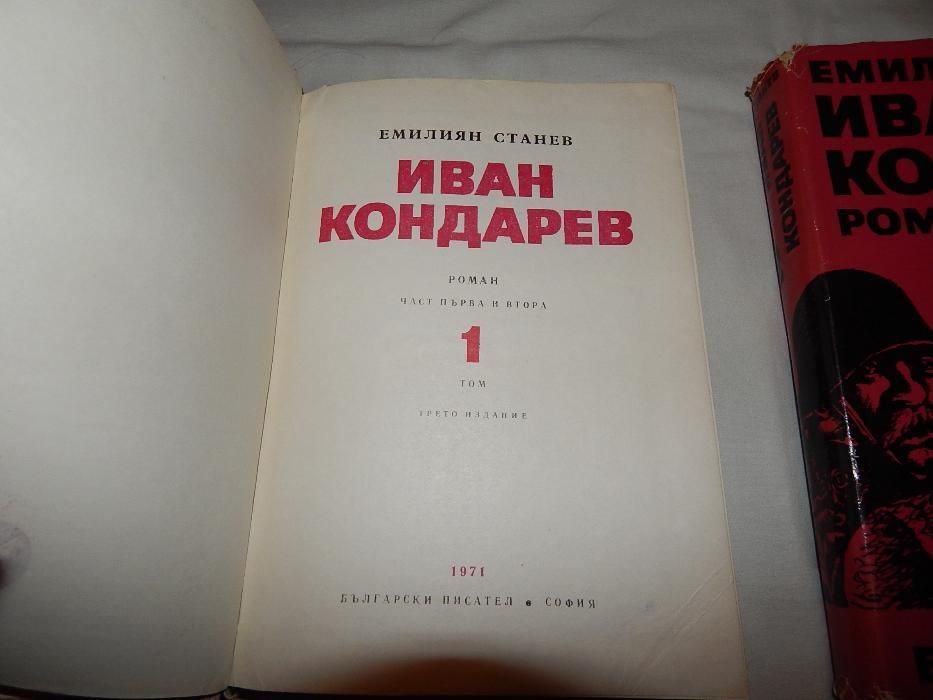 ЕМИЛИЯН СТАНЕВ
ИВАН
КОНДАРЕВ
РОМАН
ЧАСТ ПЪРВА И ВТОРА
1
ТОМ
ТРЕТО ИЗДАНИЕ
1971
БЪЛГАРСКИ ПИСАТЕЛ • СОФИЯ
ЕМИЛ
ИВА
КО
РОМ
КОНДАРЕВ